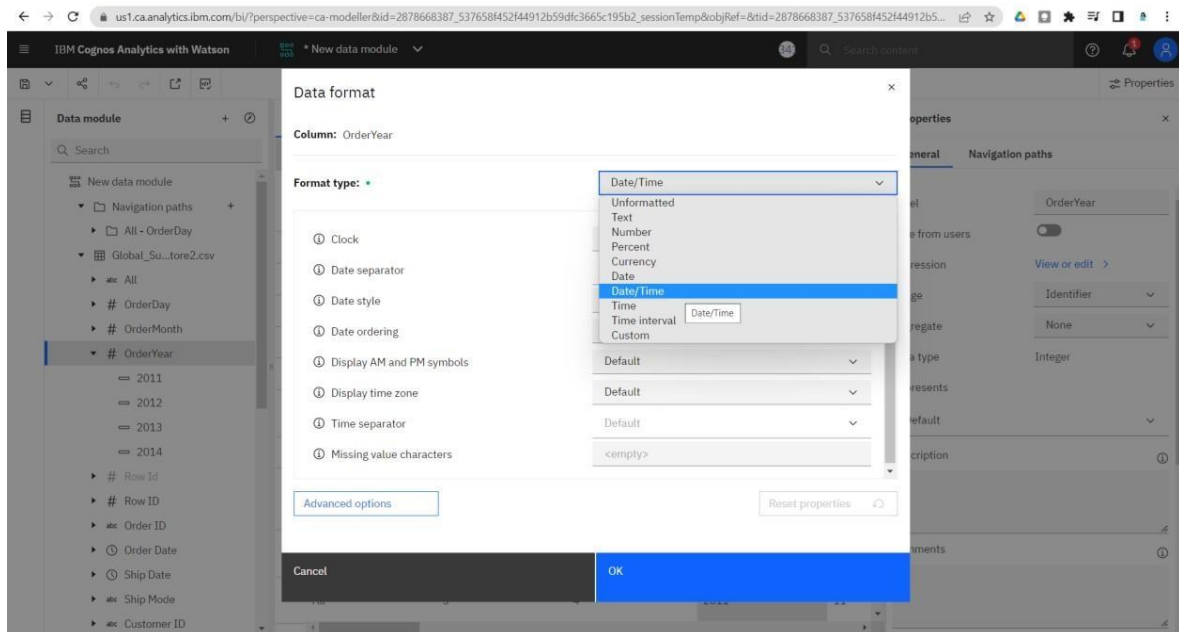 us1.ca.analytics.ibm.com/bi/?perspective=ca-modeller&id=2878668387_537658f452f44912b59dfc3665c195b2_sessionTemp&objRef=&tid=2878668387_537658f452f44912b5...
IBM Cognos Analytics with Watson
* New data module
Search content
Properties
Data module
Search
New data module
Navigation paths
All - OrderDay
Global_Su...tore2.csv
abc All
# OrderDay
# OrderMonth
# OrderYear
2011
2012
2013
2014
# Row Id
# Row ID
abc Order ID
Order Date
Ship Date
abc Ship Mode
abc Customer ID
Data format
Column: OrderYear
Format type:
Date/Time
Unformatted
Text
Number
Percent
Currency
Date
Date/Time
Time
Time interval
Custom
Date/Time
Clock
Date separator
Date style
Date ordering
Display AM and PM symbols
Default
Display time zone
Default
Time separator
Default
Missing value characters
<empty>
Advanced options
Reset properties
Cancel
OK
operties
eneral
Navigation paths
el
OrderYear
e from users
ression
View or edit >
ge
Identifier
regate
None
a type
Integer
resents
efault
cription
mments